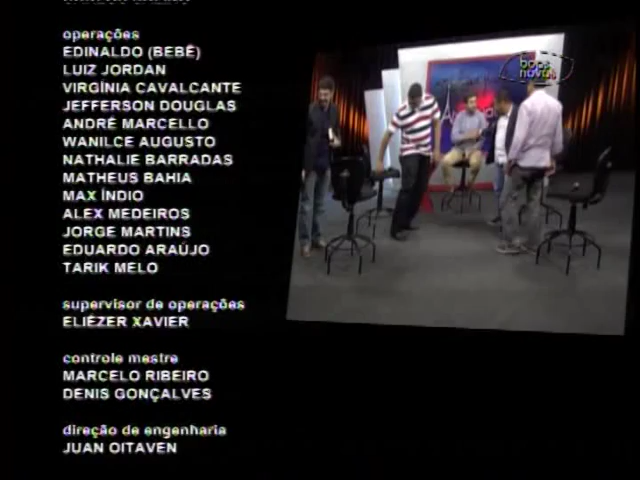 operações
EDINALDO (BEBÊ)
LUIZ JORDAN
VIRGÍNIA CAVALCANTE
JEFFERSON DOUGLAS
ANDRÉ MARCELLO
WANILCE AUGUSTO
NATHALIE BARRADAS
MATHEUS BAHIA
MAX ÍNDIO
ALEX MEDEIROS
JORGE MARTINS
EDUARDO ARAÚJO
TARIK MELO
supervisor de operações
ELIÉZER XAVIER
controle mestre
MARCELO RIBEIRO
DENIS GONÇALVES
direção de engenharia
JUAN OITAVEN
boas
novas